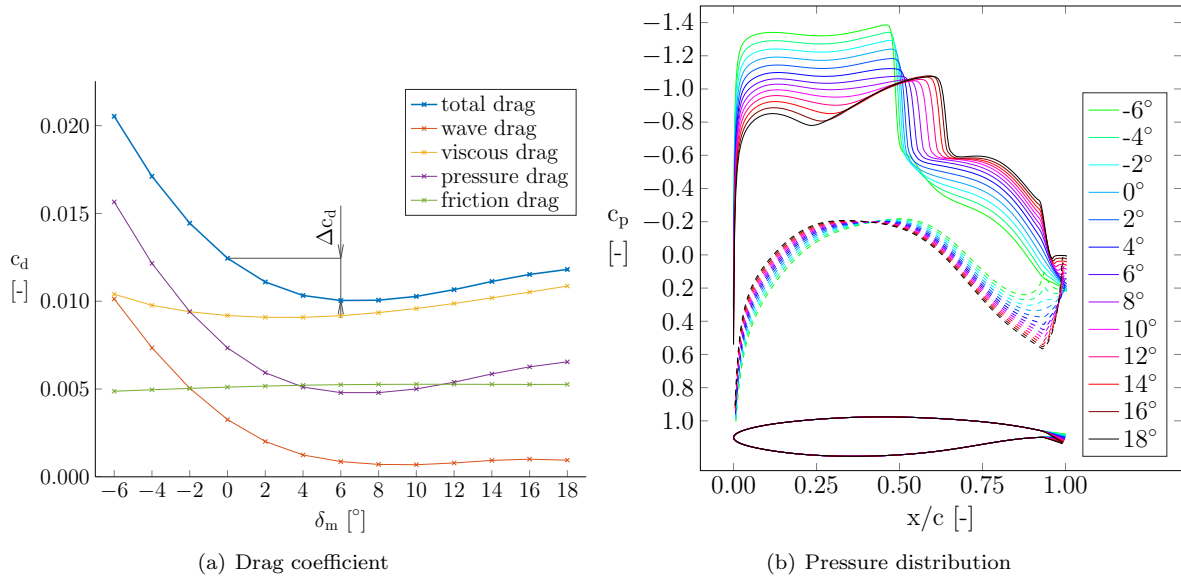 0.020
0.015
0.010
0.005
0.000
c_d
[-]
total drag
wave drag
viscous drag
pressure drag
friction drag
Δc_d
−6 −4 −2 0 2 4 6 8 10 12 14 16 18
δ_m [°]
(a) Drag coefficient
−1.4
−1.2
−1.0
−0.8
−0.6
−0.4
−0.2
0.0
0.2
0.4
0.6
0.8
1.0
c_p
[-]
-6°
-4°
-2°
0°
2°
4°
6°
8°
10°
12°
14°
16°
18°
0.00 0.25 0.50 0.75 1.00
x/c [-]
(b) Pressure distribution